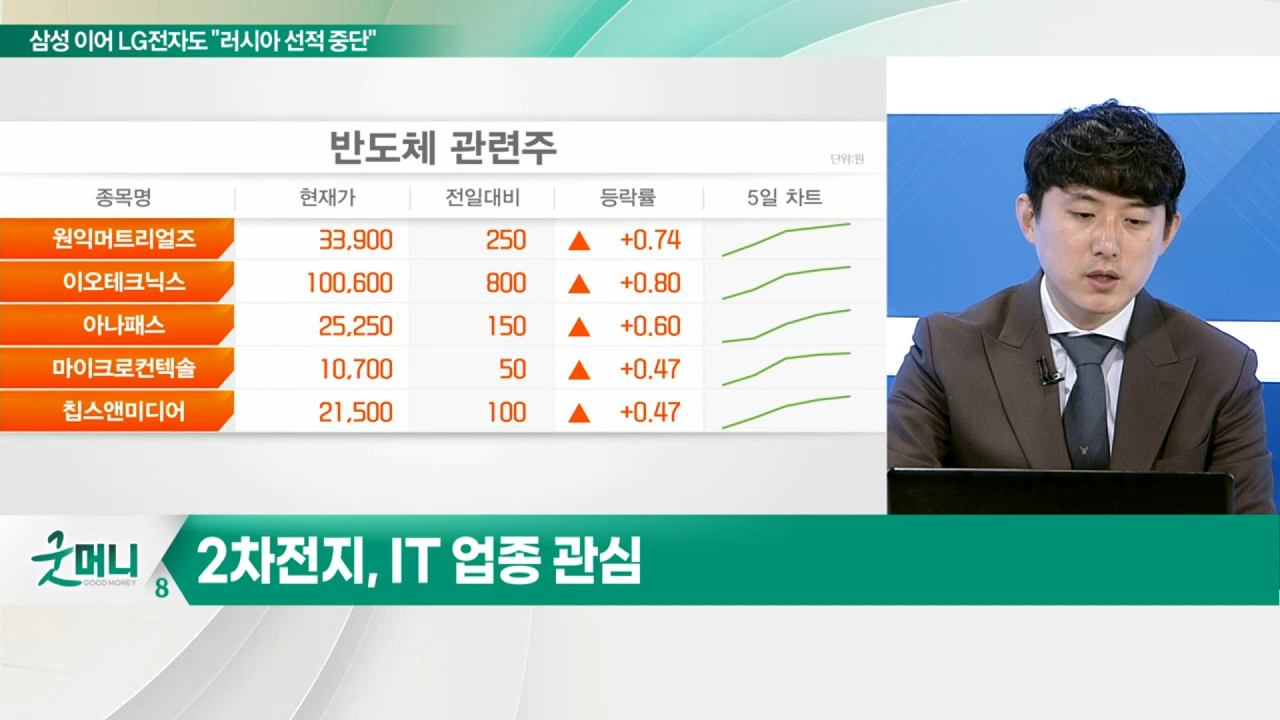 삼성 이어 LG전자도 "러시아 선적 중단"
반도체 관련주
단위:원
종목명 현재가 전일대비 등락률 5일 차트
원익머트리얼즈 33,900 250 ▲ +0.74
이오테크닉스 100,600 800 ▲ +0.80
아나패스 25,250 150 ▲ +0.60
마이크로컨텍솔 10,700 50 ▲ +0.47
칩스앤미디어 21,500 100 ▲ +0.47
굿머니
GOOD MONEY
8
2차전지, IT 업종 관심